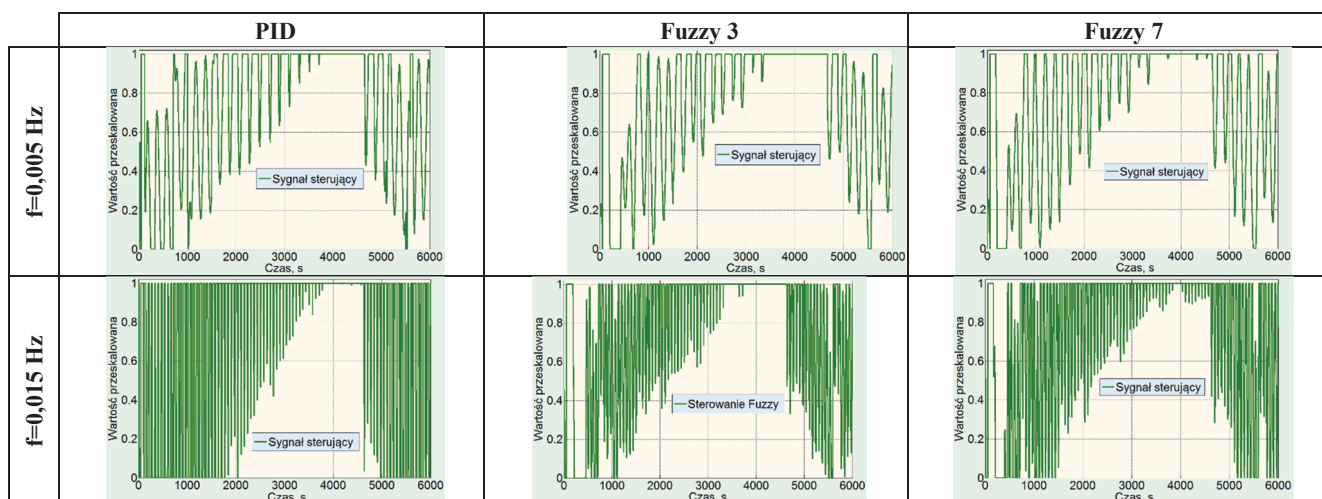 PID Fuzzy 3 Fuzzy 7
f=0,005 Hz
Wartość przeskalowana
1
0.8
0.6
0.4
0.2
0
Sygnał sterujący
0 1000 2000 3000 4000 5000 6000
Czas, s
Wartość przeskalowana
1
0.8
0.6
0.4
0.2
0
Sygnał sterujący
0 1000 2000 3000 4000 5000 6000
Czas, s
Wartość przeskalowana
1
0.8
0.6
0.4
0.2
0
Sygnał sterujący
0 1000 2000 3000 4000 5000 6000
Czas, s
f=0,015 Hz
Wartość przeskalowana
1
0.8
0.6
0.4
0.2
0
Sygnał sterujący
0 1000 2000 3000 4000 5000 6000
Czas, s
Wartość przeskalowana
1
0.8
0.6
0.4
0.2
0
Sterowanie Fuzzy
0 1000 2000 3000 4000 5000 6000
Czas, s
Wartość przeskalowana
1
0.8
0.6
0.4
0.2
0
Sygnał sterujący
0 1000 2000 3000 4000 5000 6000
Czas, s